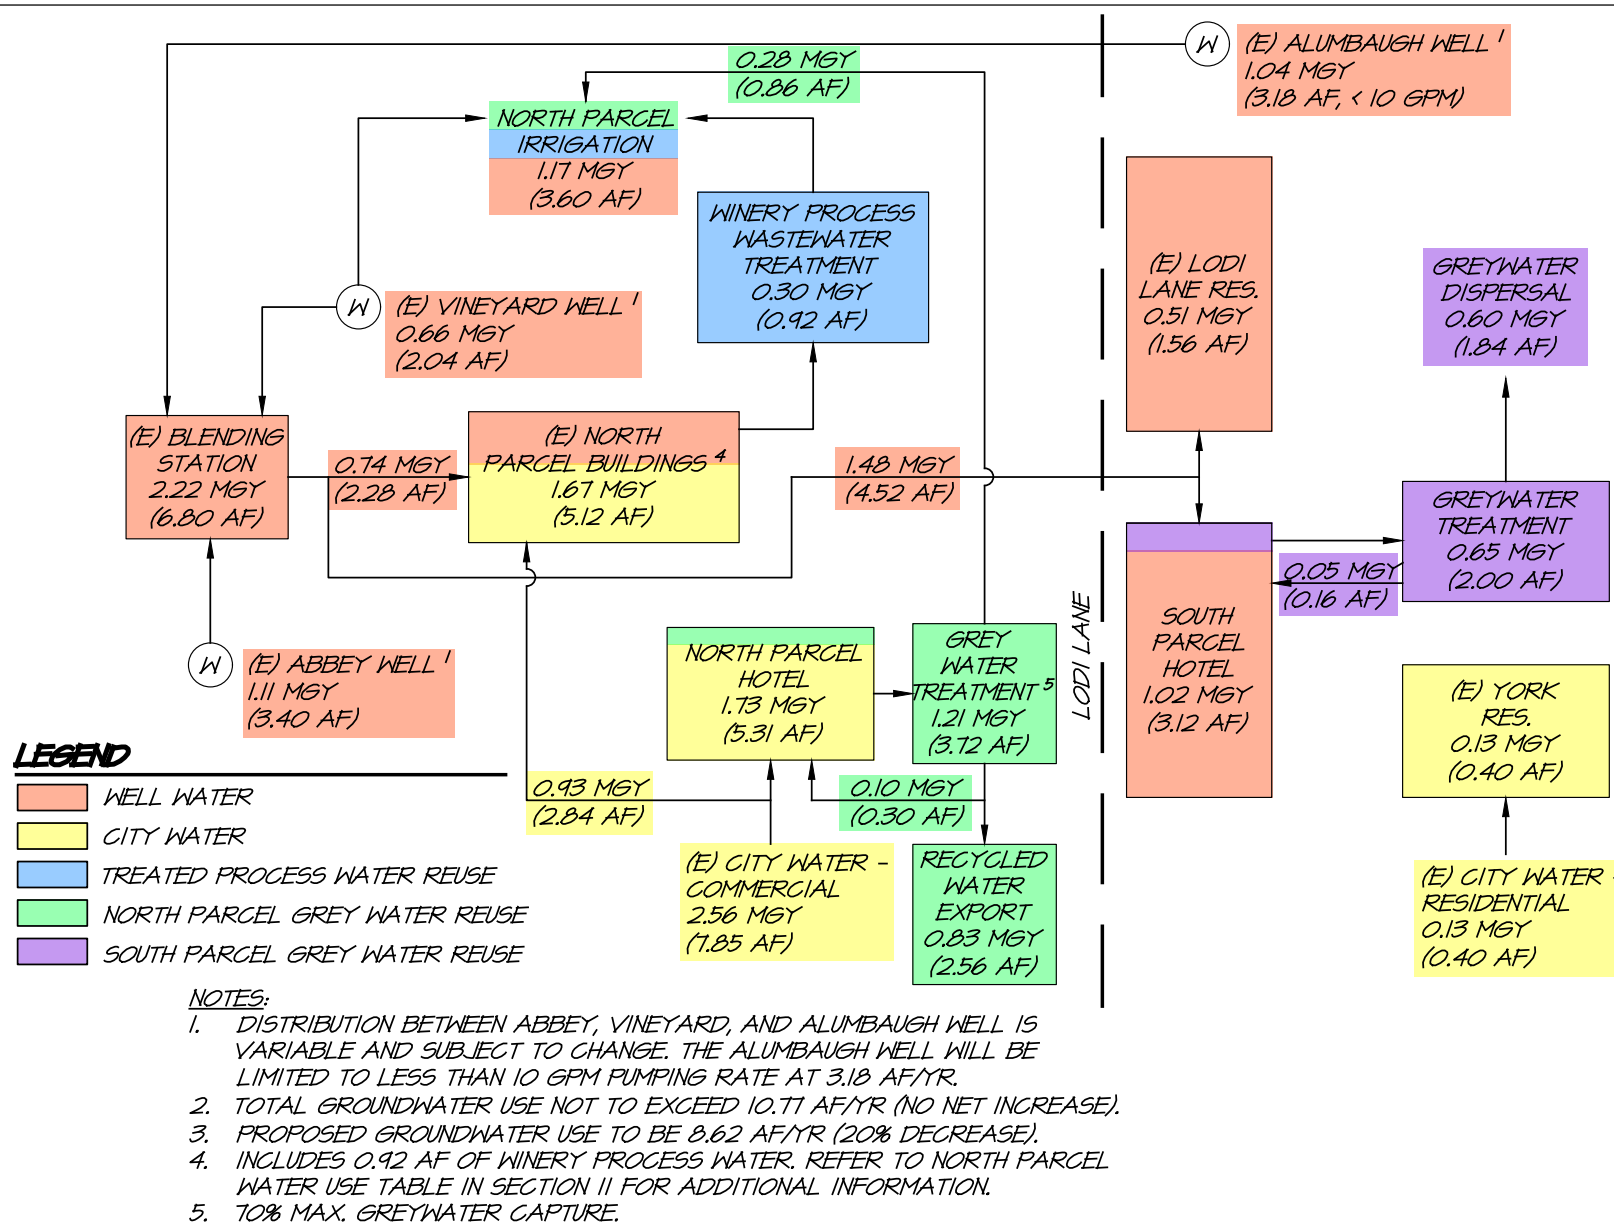 0.28 MGY
(0.86 AF)
W
(E) ALUMBAUGH WELL 1
1.04 MGY
(3.18 AF, < 10 GPM)
NORTH PARCEL
IRRIGATION
1.17 MGY
(3.60 AF)
WINERY PROCESS
WASTEWATER
TREATMENT
0.30 MGY
(0.92 AF)
(E) LODI
LANE RES.
0.51 MGY
(1.56 AF)
GREYWATER
DISPERSAL
0.60 MGY
(1.84 AF)
W
(E) VINEYARD WELL 1
0.66 MGY
(2.04 AF)
(E) BLENDING
STATION
2.22 MGY
(6.80 AF)
0.74 MGY
(2.28 AF)
(E) NORTH
PARCEL BUILDINGS 4
1.67 MGY
(5.12 AF)
1.48 MGY
(4.52 AF)
GREYWATER
TREATMENT
0.65 MGY
(2.00 AF)
0.05 MGY
(0.16 AF)
SOUTH
PARCEL
HOTEL
1.02 MGY
(3.12 AF)
LODI LANE
W
(E) ABBEY WELL 1
1.11 MGY
(3.40 AF)
NORTH PARCEL
HOTEL
1.73 MGY
(5.31 AF)
GREY
WATER
TREATMENT 5
1.21 MGY
(3.72 AF)
(E) YORK
RES.
0.13 MGY
(0.40 AF)
0.93 MGY
(2.84 AF)
0.10 MGY
(0.30 AF)
(E) CITY WATER -
COMMERCIAL
2.56 MGY
(7.85 AF)
RECYCLED
WATER
EXPORT
0.83 MGY
(2.56 AF)
(E) CITY WATER -
RESIDENTIAL
0.13 MGY
(0.40 AF)
LEGEND
WELL WATER
CITY WATER
TREATED PROCESS WATER REUSE
NORTH PARCEL GREY WATER REUSE
SOUTH PARCEL GREY WATER REUSE
NOTES:
1. DISTRIBUTION BETWEEN ABBEY, VINEYARD, AND ALUMBAUGH WELL IS
VARIABLE AND SUBJECT TO CHANGE. THE ALUMBAUGH WELL WILL BE
LIMITED TO LESS THAN 10 GPM PUMPING RATE AT 3.18 AF/YR.
2. TOTAL GROUNDWATER USE NOT TO EXCEED 10.77 AF/YR (NO NET INCREASE).
3. PROPOSED GROUNDWATER USE TO BE 8.62 AF/YR (20% DECREASE).
4. INCLUDES 0.92 AF OF WINERY PROCESS WATER. REFER TO NORTH PARCEL
WATER USE TABLE IN SECTION II FOR ADDITIONAL INFORMATION.
5. 70% MAX. GREYWATER CAPTURE.